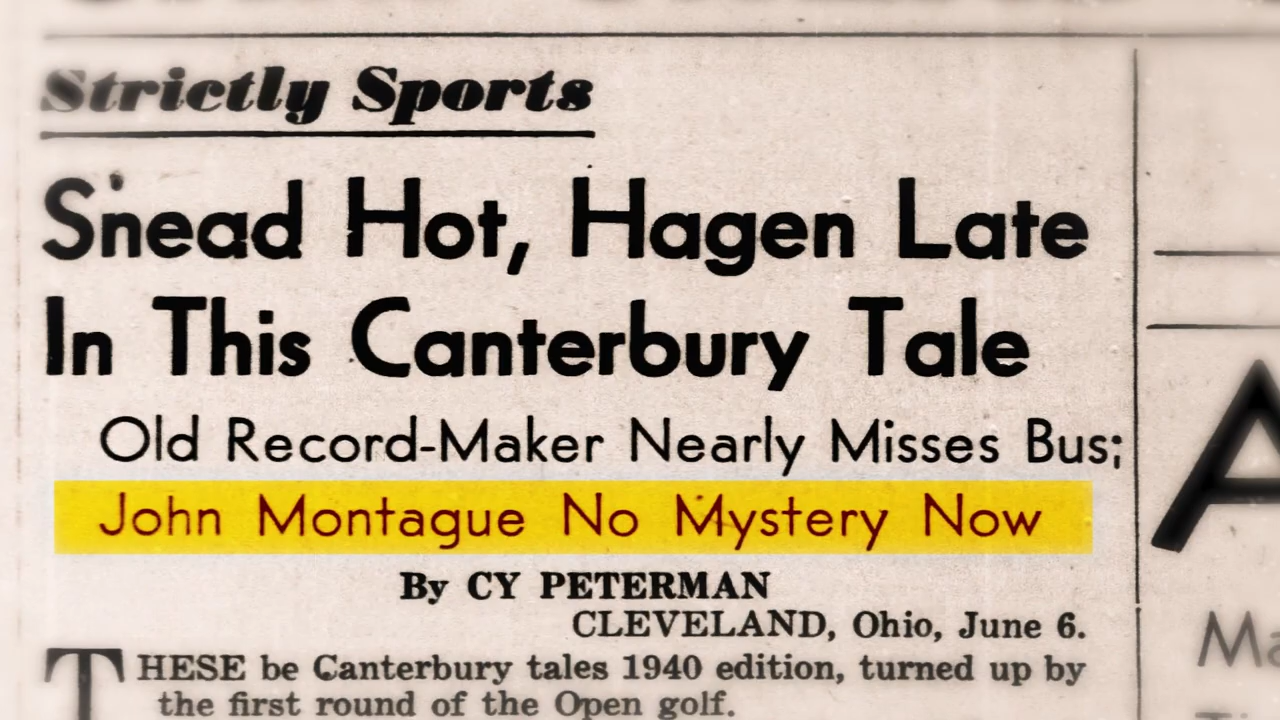 Strictly Sports
Snead Hot, Hagen Late
In This Canterbury Tale
Old Record-Maker Nearly Misses Bus;
John Montague No Mystery Now
By CY PETERMAN
CLEVELAND, Ohio, June 6.
THESE be Canterbury tales 1940 edition, turned up by
the first round of the Open golf.